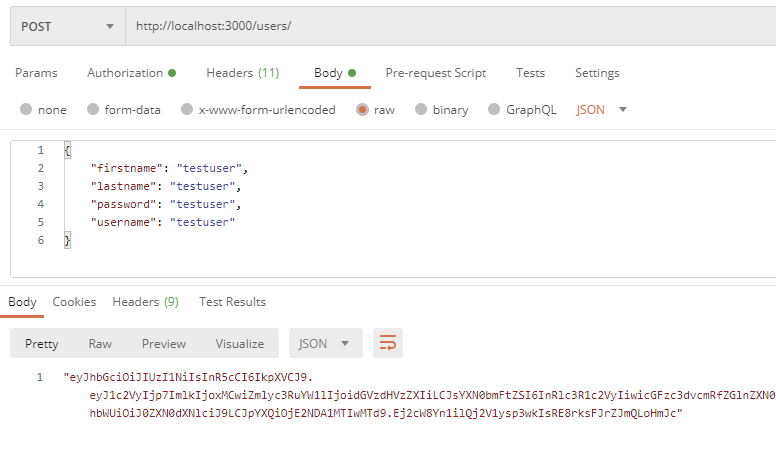 POST http://localhost:3000/users/
Params Authorization Headers (11) Body Pre-request Script Tests Settings
none form-data x-www-form-urlencoded raw binary GraphQL JSON
1 {
2 "firstname": "testuser",
3 "lastname": "testuser",
4 "password": "testuser",
5 "username": "testuser"
6 }
Body Cookies Headers (9) Test Results
Pretty Raw Preview Visualize JSON
1 "eyJhbGciOiJIUzI1NiIsInR5cCI6IkpXVCJ9.
eyJ1c2VyIjp7ImlkIjoxMCwiZmlyc3RuYW1lIjoidGVzdHVzZXIiLCJsYXN0bmFtZSI6InRlc3R1c2VyIiwicGFzc3dvcmRfZGlnZXN0
hbWUiOiJ0ZXN0dXNlciJ9LCJpYXQiOjE2NDA1MTIwMTd9.Ej2cW8Yn1ilQj2V1ysp3wkIsRE8rksFJrZJmQLoHmJc"